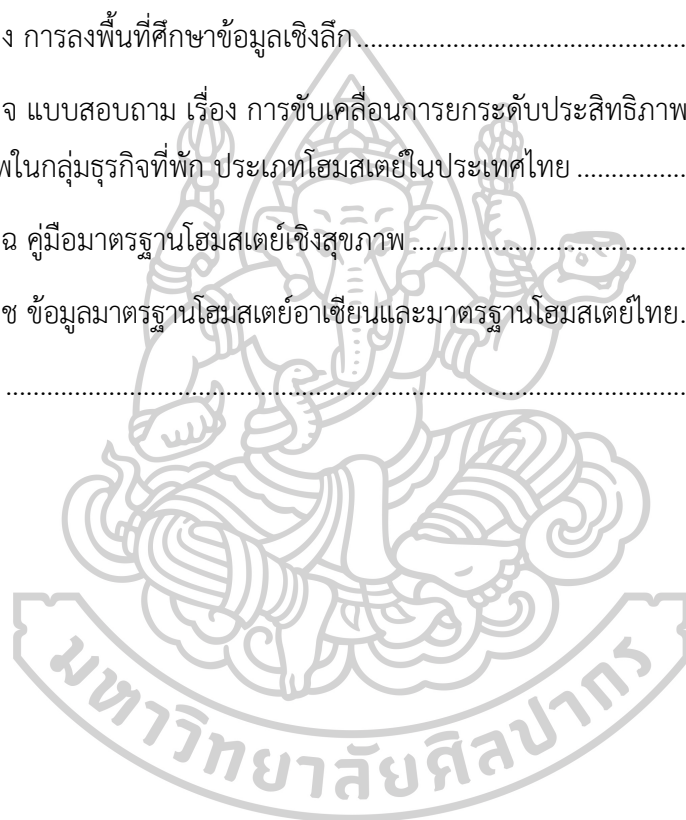 ง การลงพื้นที่ศึกษาข้อมูลเชิงลึก..................................................
จ แบบสอบถาม เรื่อง การขับเคลื่อนการยกระดับประสิทธิภาพ
ในกลุ่มธุรกิจที่พัก ประเภทโฮมสเตย์ในประเทศไทย ................
ฉ คู่มือมาตรฐานโฮมสเตย์เชิงสุขภาพ ..........................................
ช ข้อมูลมาตรฐานโฮมสเตย์อาเซียนและมาตรฐานโฮมสเตย์ไทย.
.......................................................................................................
มหาวิทยาลัยศิลปากร